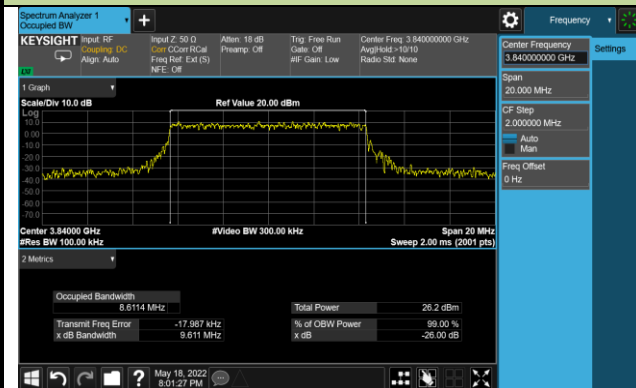 Spectrum Analyzer 1
Occupied BW
Frequency
KEYSIGHT
Input: RF
Coupling: DC
Align: Auto
Input Z: 50 Ω
Corr CCorr RCal
Freq Ref: Ext (S)
NFE: Off
Atten: 18 dB
Preamp: Off
Trig: Free Run
Gate: Off
#IF Gain: Low
Center Freq: 3.840000000 GHz
Avg|Hold:>10/10
Radio Std: None
Center Frequency
3.840000000 GHz
Settings
Span
20.000 MHz
CF Step
2.000000 MHz
Auto
Man
Freq Offset
0 Hz
1 Graph
Scale/Div 10.0 dB
Ref Value 20.00 dBm
Log
10.0
0.00
-10.0
-20.0
-30.0
-40.0
-50.0
-60.0
-70.0
Center 3.84000 GHz
#Video BW 300.00 kHz
Span 20 MHz
#Res BW 100.00 kHz
Sweep 2.00 ms (2001 pts)
2 Metrics
Occupied Bandwidth
8.6114 MHz
Total Power
26.2 dBm
Transmit Freq Error
-17.987 kHz
% of OBW Power
99.00 %
x dB Bandwidth
9.611 MHz
x dB
-26.00 dB
May 18, 2022
8:01:27 PM